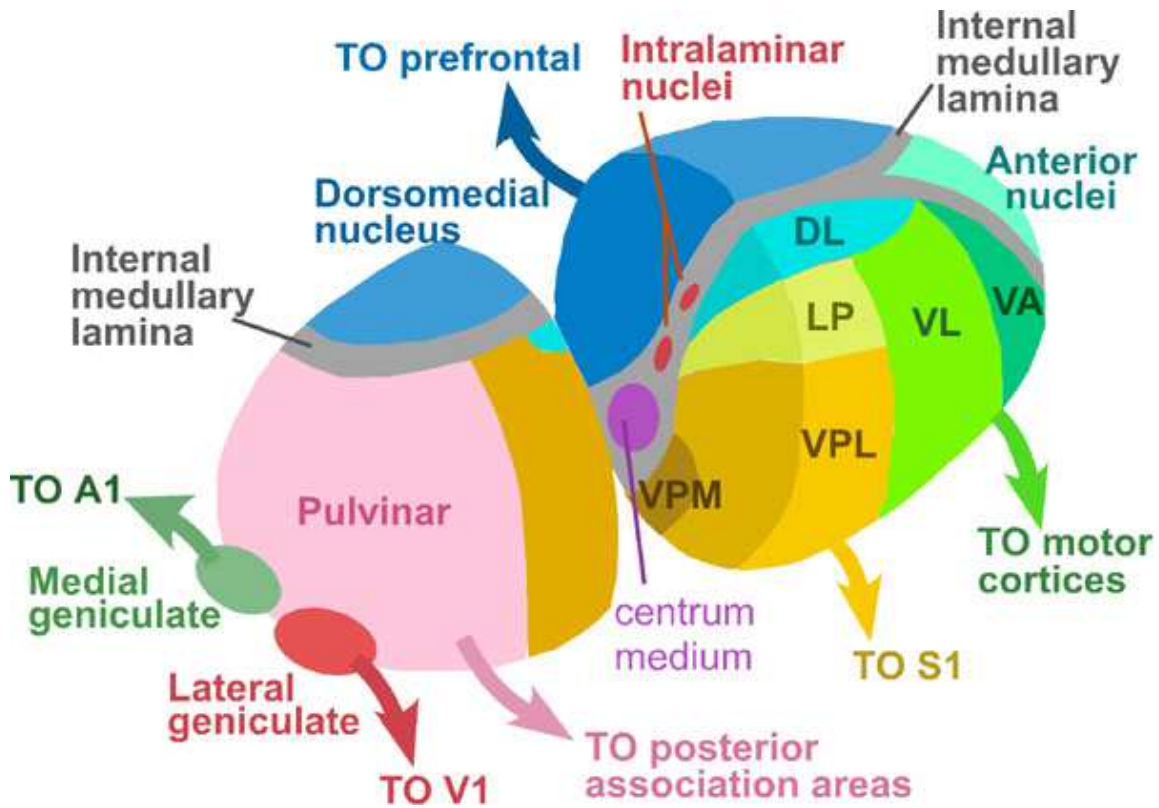 TO prefrontal
Intralaminar
nuclei
Internal
medullary
lamina
Dorsomedial
nucleus
Anterior
nuclei
Internal
medullary
lamina
DL
LP
VL
VA
VPL
VPM
Pulvinar
TO A1
Medial
geniculate
Lateral
geniculate
TO V1
centrum
medium
TO posterior
association areas
TO S1
TO motor
cortices